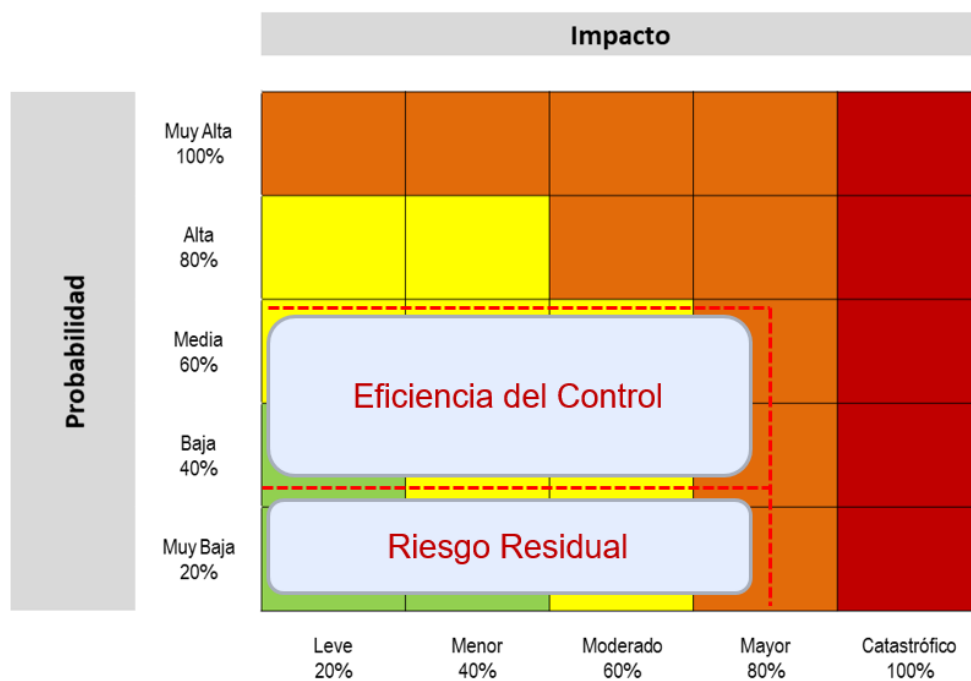 Impacto
Probabilidad
Muy Alta
100%
Alta
80%
Media
60%
Baja
40%
Muy Baja
20%
Eficiencia del Control
Riesgo Residual
Leve
20%
Menor
40%
Moderado
60%
Mayor
80%
Catastrófico
100%